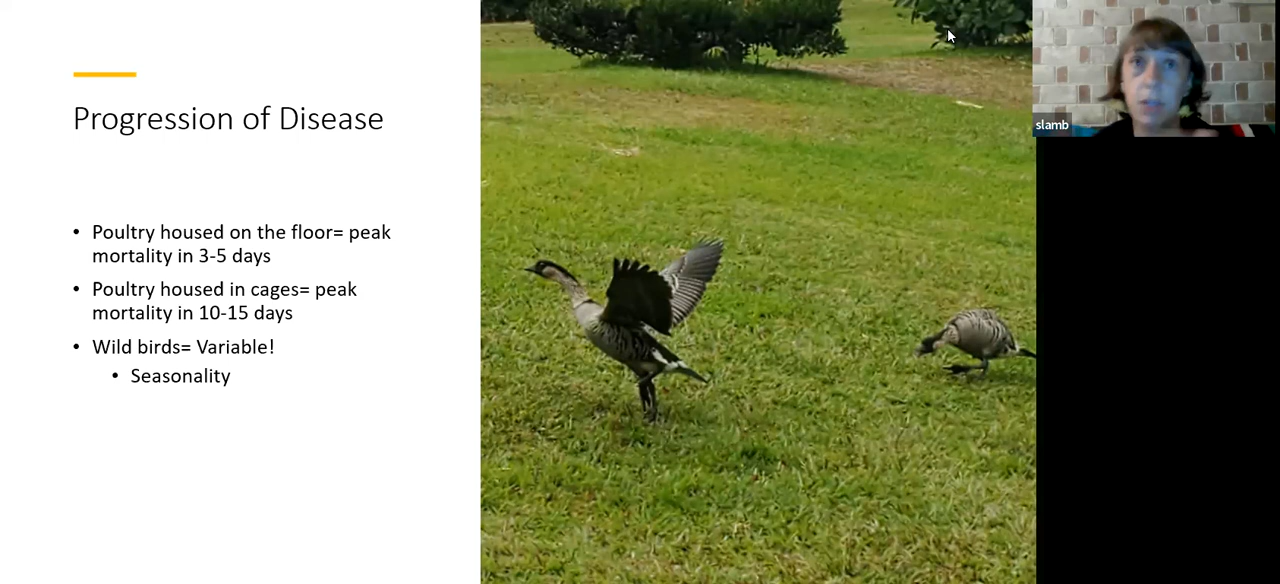 Progression of Disease
• Poultry housed on the floor= peak
mortality in 3-5 days
• Poultry housed in cages= peak
mortality in 10-15 days
• Wild birds= Variable!
• Seasonality
slamb